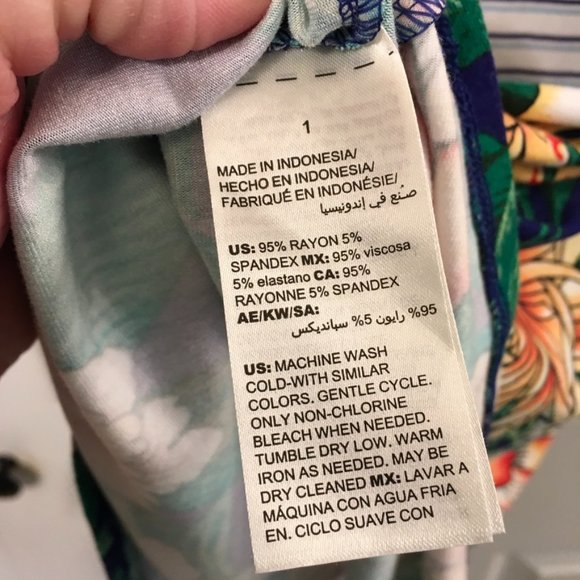 1
MADE IN INDONESIA/
HECHO EN INDONESIA/
FABRIQUÉ EN INDONÉSIE/
صُنع في إندونيسيا
US: 95% RAYON 5%
SPANDEX MX: 95% viscosa
5% elastano CA: 95%
RAYONNE 5% SPANDEX
AE/KW/SA:
95% رايون 5% سباندیکس
US: MACHINE WASH
COLD-WITH SIMILAR
COLORS. GENTLE CYCLE.
ONLY NON-CHLORINE
BLEACH WHEN NEEDED.
TUMBLE DRY LOW. WARM
IRON AS NEEDED. MAY BE
DRY CLEANED MX: LAVAR A
MÁQUINA CON AGUA FRIA
EN. CICLO SUAVE CON